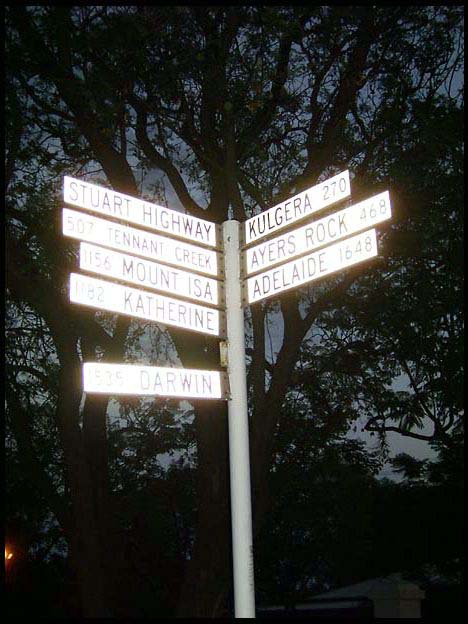 STUART HIGHWAY
507 TENNANT CREEK
1156 MOUNT ISA
1182 KATHERINE
1535 DARWIN
KULGERA 270
AYERS ROCK 468
ADELAIDE 1648